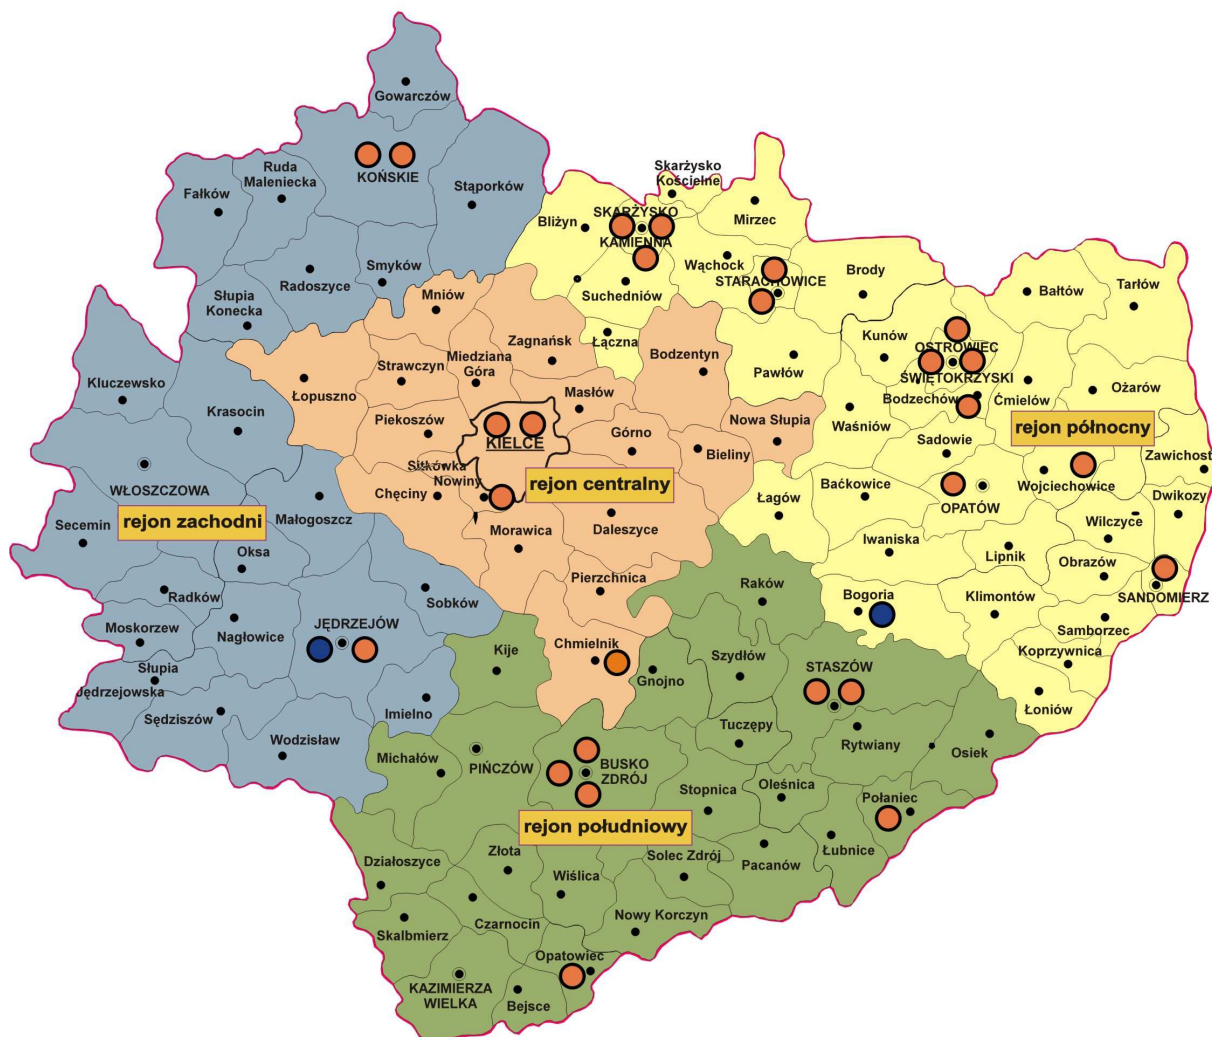 Gowarczów
KOŃSKIE
Ruda
Maleniecka
Fałków
Stąporków
Skarżysko
Kościelne
Bliżyn
SKARŻYSKO
KAMIENNA
Mirzec
Wąchock
STARACHOWICE
Brody
Bałtów
Tarłów
Radoszyce
Smyków
Słupia
Konecka
Mniów
Suchedniów
Łączna
Zagnańsk
Bodzentyn
Kunów
OSTROWIEC
ŚWIĘTOKRZYSKI
Strawczyn
Miedziana
Góra
Pawłów
Kluczewsko
Łopuszno
Masłów
Bodzechów
Ćmielów
Ożarów
Krasocin
Piekoszów
KIELCE
Górno
Nowa Słupia
Waśniów
rejon północny
Sadowie
Bieliny
Zawichost
WŁOSZCZOWA
Sitkówka
Nowiny
rejon centralny
Wojciechowice
Chęciny
Łagów
Baćkowice
OPATÓW
Dwikozy
rejon zachodni
Secemin
Małogoszcz
Morawica
Daleszyce
Wilczyce
Oksa
Iwaniska
Lipnik
Obrazów
Pierzchnica
Raków
Radków
Sobków
Bogoria
Klimontów
SANDOMIERZ
Moskorzew
Nagłowice
JĘDRZEJÓW
Samborzec
Chmielnik
Kije
Szydłów
STASZÓW
Koprzywnica
Słupia
Jędrzejowska
Gnojno
Imielno
Łoniów
Sędziszów
Tuczępy
Rytwiany
Wodzisław
Michałów
PIŃCZÓW
BUSKO
ZDRÓJ
Osiek
Stopnica
Oleśnica
Połaniec
rejon południowy
Łubnice
Działoszyce
Złota
Solec Zdrój
Pacanów
Wiślica
Nowy Korczyn
Czarnocin
Skalbmierz
Opatowiec
KAZIMIERZA
WIELKA
Bejsce